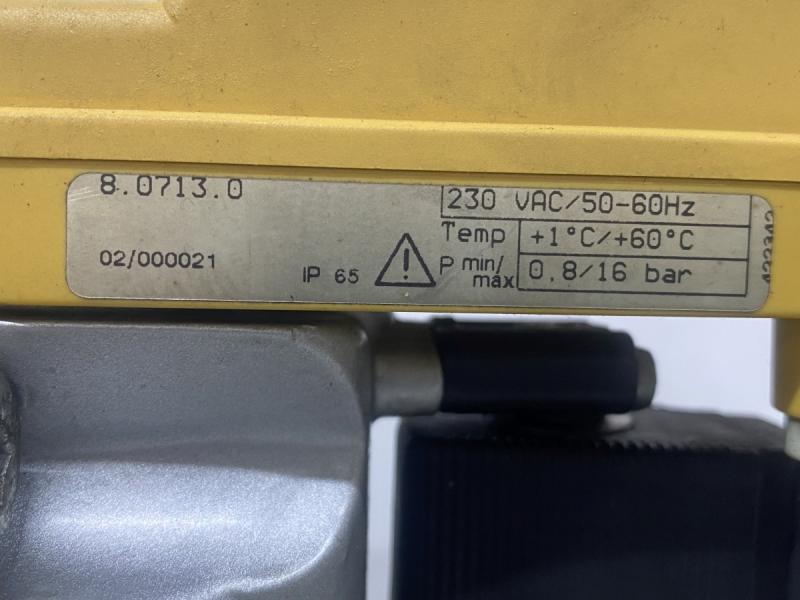 8.0713.0
230 VAC/50-60Hz
Temp +1°C/+60°C
02/000021
IP 65
P min/max 0.8/16 bar